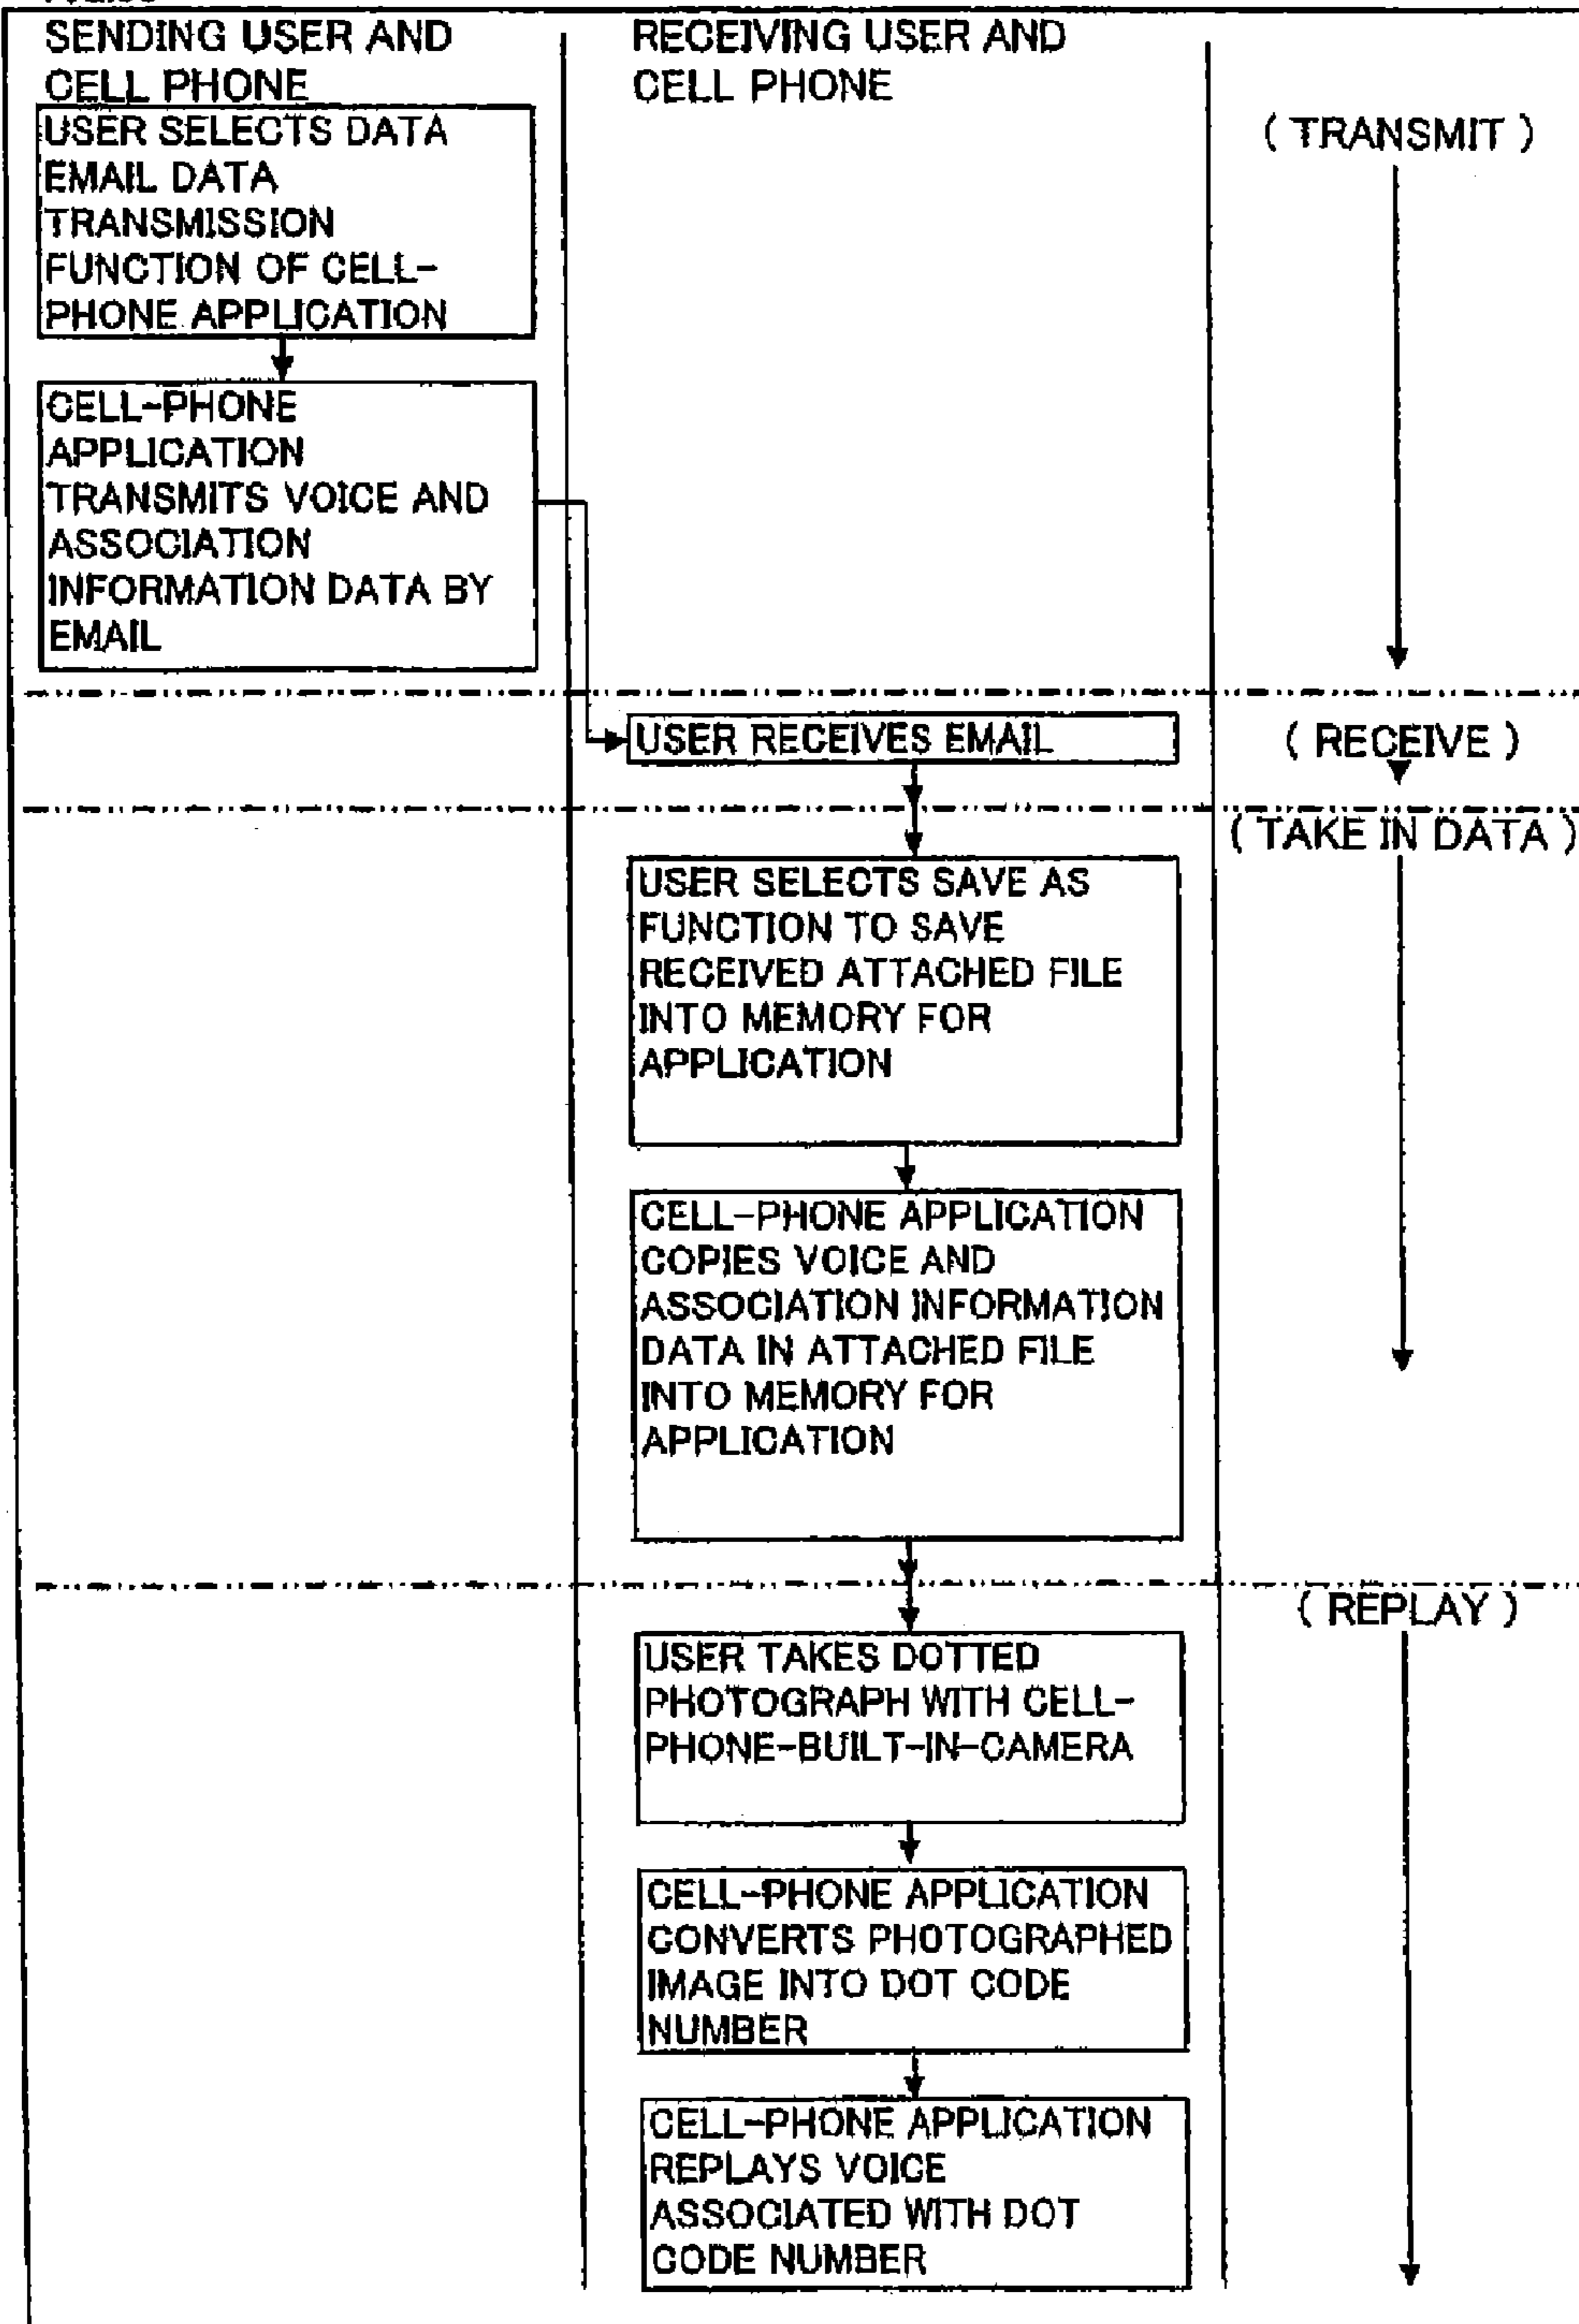 SENDING USER AND
CELL PHONE
RECEIVING USER AND
CELL PHONE
( TRANSMIT )
USER SELECTS DATA
EMAIL DATA
TRANSMISSION
FUNCTION OF CELL-
PHONE APPLICATION
CELL-PHONE
APPLICATION
TRANSMITS VOICE AND
ASSOCIATION
INFORMATION DATA BY
EMAIL
USER RECEIVES EMAIL
( RECEIVE )
( TAKE IN DATA )
USER SELECTS SAVE AS
FUNCTION TO SAVE
RECEIVED ATTACHED FILE
INTO MEMORY FOR
APPLICATION
CELL-PHONE APPLICATION
COPIES VOICE AND
ASSOCIATION INFORMATION
DATA IN ATTACHED FILE
INTO MEMORY FOR
APPLICATION
( REPLAY )
USER TAKES DOTTED
PHOTOGRAPH WITH CELL-
PHONE-BUILT-IN-CAMERA
CELL-PHONE APPLICATION
CONVERTS PHOTOGRAPHED
IMAGE INTO DOT CODE
NUMBER
CELL-PHONE APPLICATION
REPLAYS VOICE
ASSOCIATED WITH DOT
CODE NUMBER